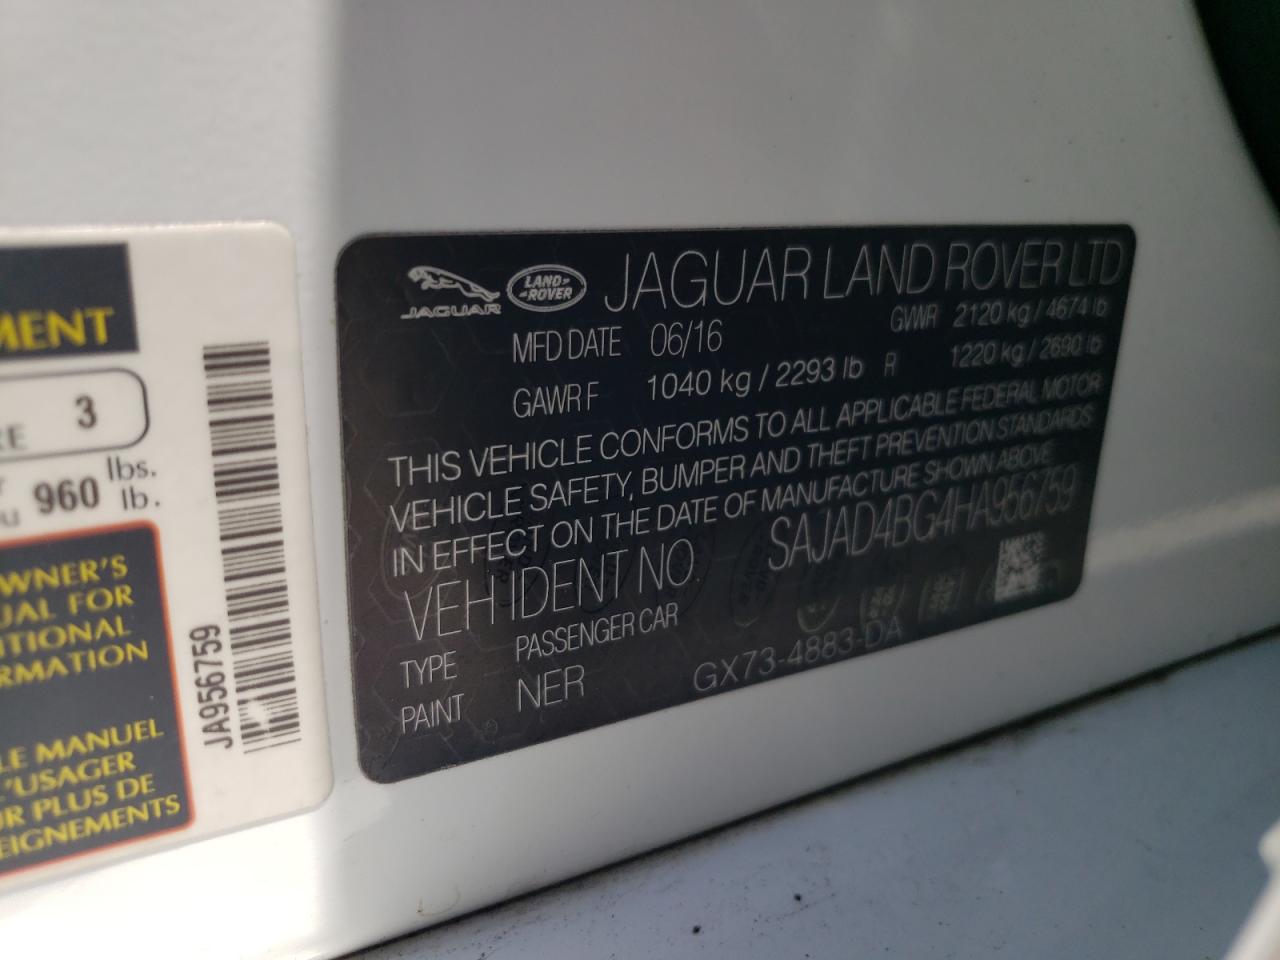 MENT
RE 3
lbs.
960 lb.
WNER'S
UAL FOR
ITIONAL
RMATION
LE MANUEL
L'USAGER
UR PLUS DE
EIGNEMENTS
JA956759
JAGUAR
LAND-
-ROVER
JAGUAR LAND ROVER LTD
MFD DATE 06/16 GVWR 2120 kg / 4674 lb
GAWR F 1040 kg / 2293 lb R 1220 kg / 2690 lb
THIS VEHICLE CONFORMS TO ALL APPLICABLE FEDERAL MOTOR
VEHICLE SAFETY, BUMPER AND THEFT PREVENTION STANDARDS
IN EFFECT ON THE DATE OF MANUFACTURE SHOWN ABOVE
VEH IDENT NO. SAJAD4BG4HA956759
TYPE PASSENGER CAR
PAINT NER GX73-4883-DA